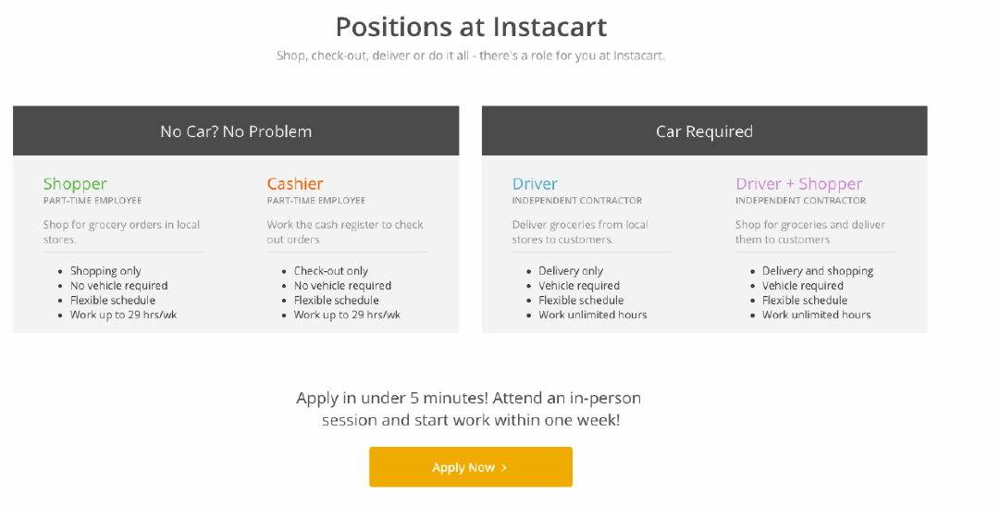 Positions at Instacart
Shop, check-out, deliver or do it all - there's a role for you at Instacart.
No Car? No Problem
Shopper
PART-TIME EMPLOYEE
Shop for grocery orders in local
stores.
• Shopping only
• No vehicle required
• Flexible schedule
• Work up to 29 hrs/wk
Cashier
PART-TIME EMPLOYEE
Work the cash register to check
out orders
• Check-out only
• No vehicle required
• Flexible schedule
• Work up to 29 hrs/wk
Car Required
Driver
INDEPENDENT CONTRACTOR
Deliver groceries from local
stores to customers.
• Delivery only
• Vehicle required
• Flexible schedule
• Work unlimited hours
Driver + Shopper
INDEPENDENT CONTRACTOR
Shop for groceries and deliver
them to customers
• Delivery and shopping
• Vehicle required
• Flexible schedule
• Work unlimited hours
Apply in under 5 minutes! Attend an in-person
session and start work within one week!
Apply Now >